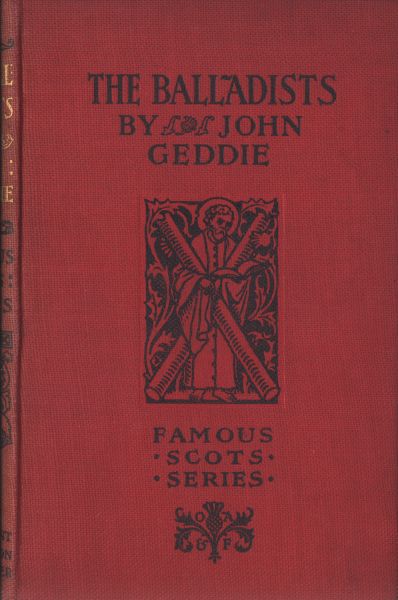 THE BALLADISTS
BY JOHN
GEDDIE
FAMOUS
·SCOTS·
·SERIES·
O A
& F